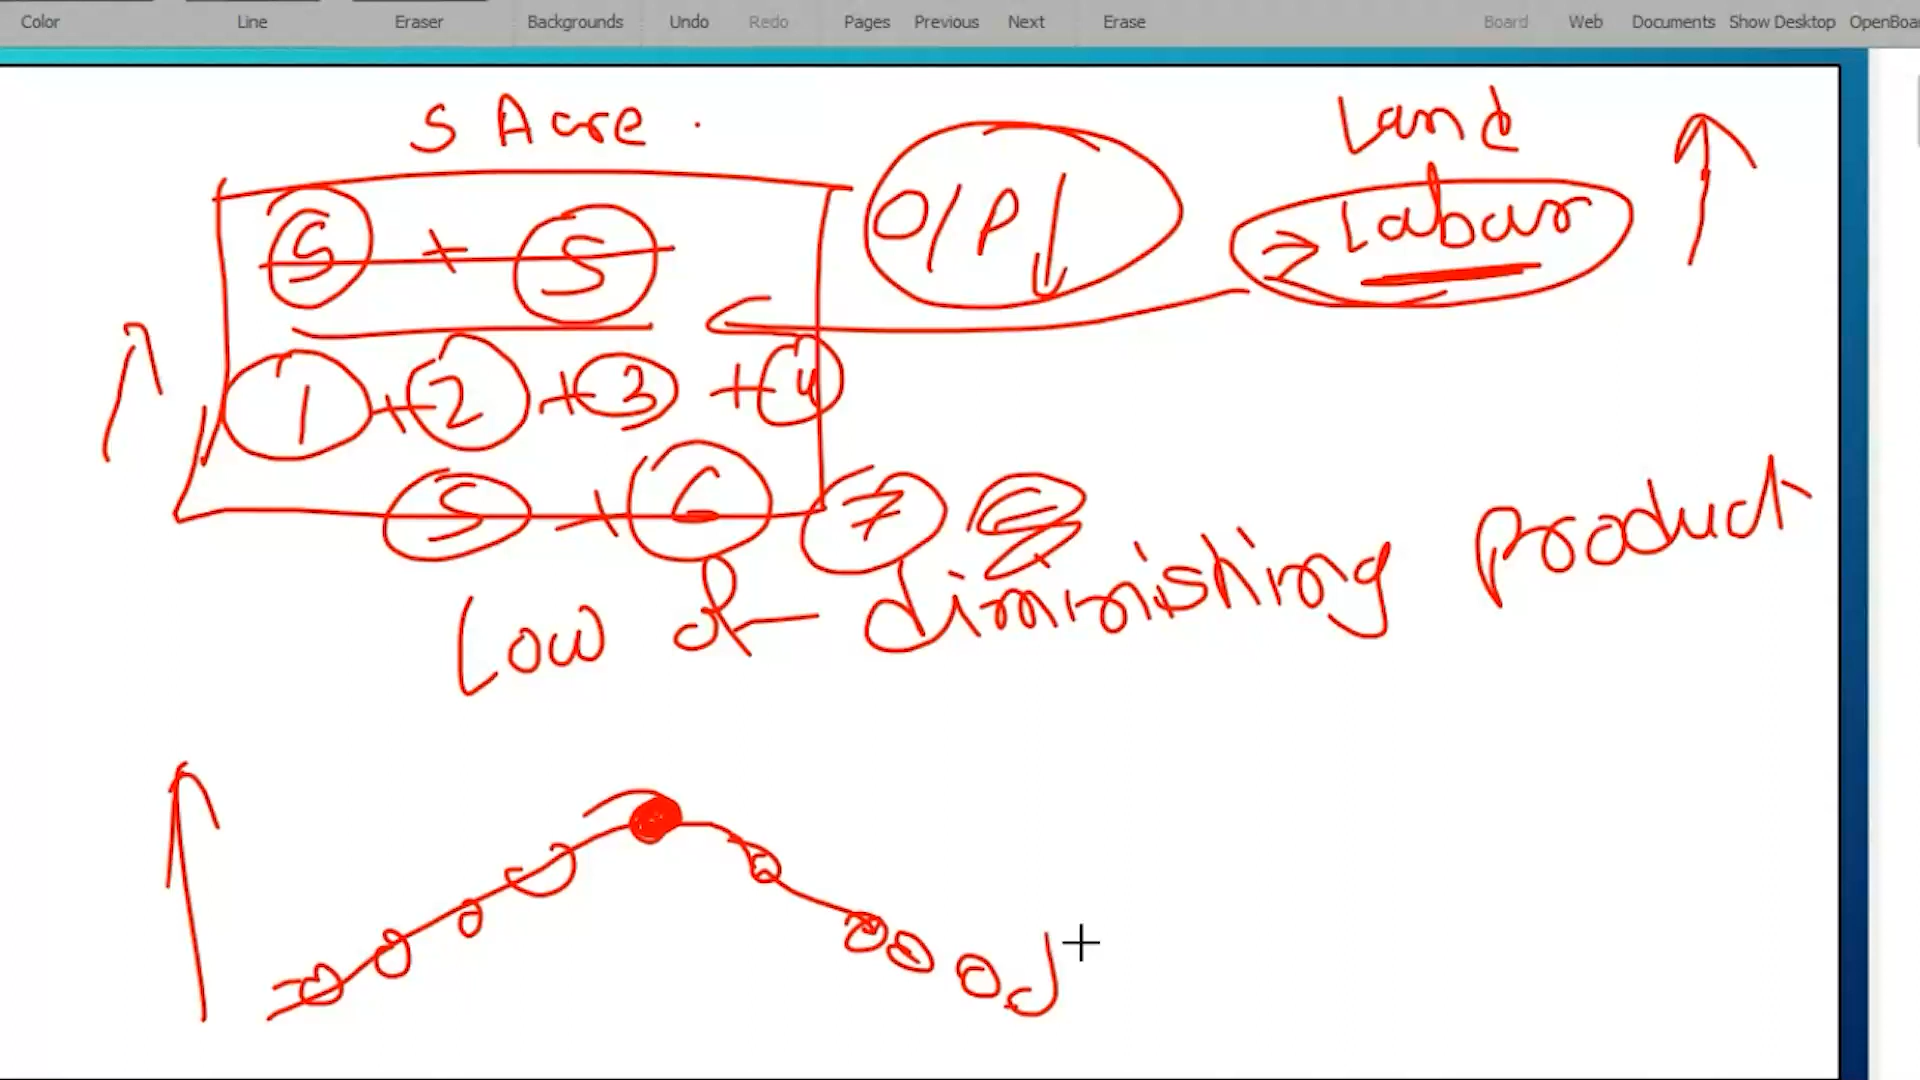 Color Line Eraser Backgrounds Undo Redo Pages Previous Next Erase Board Web Documents Show Desktop OpenBoar
5 Acre.
Land
O/P
5 + 5
Labour
1 + 2 + 3 + 4
5 + 6 7
Low of diminishing Product